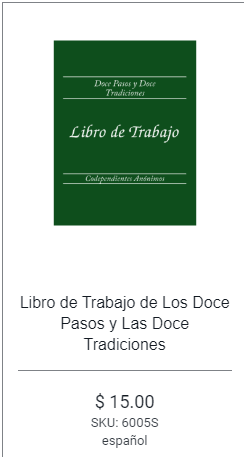 Doce Pasos y Doce
Tradiciones
Libro de Trabajo
Codependientes Anónimos
Libro de Trabajo de Los Doce
Pasos y Las Doce
Tradiciones
$ 15.00
SKU: 6005S
español